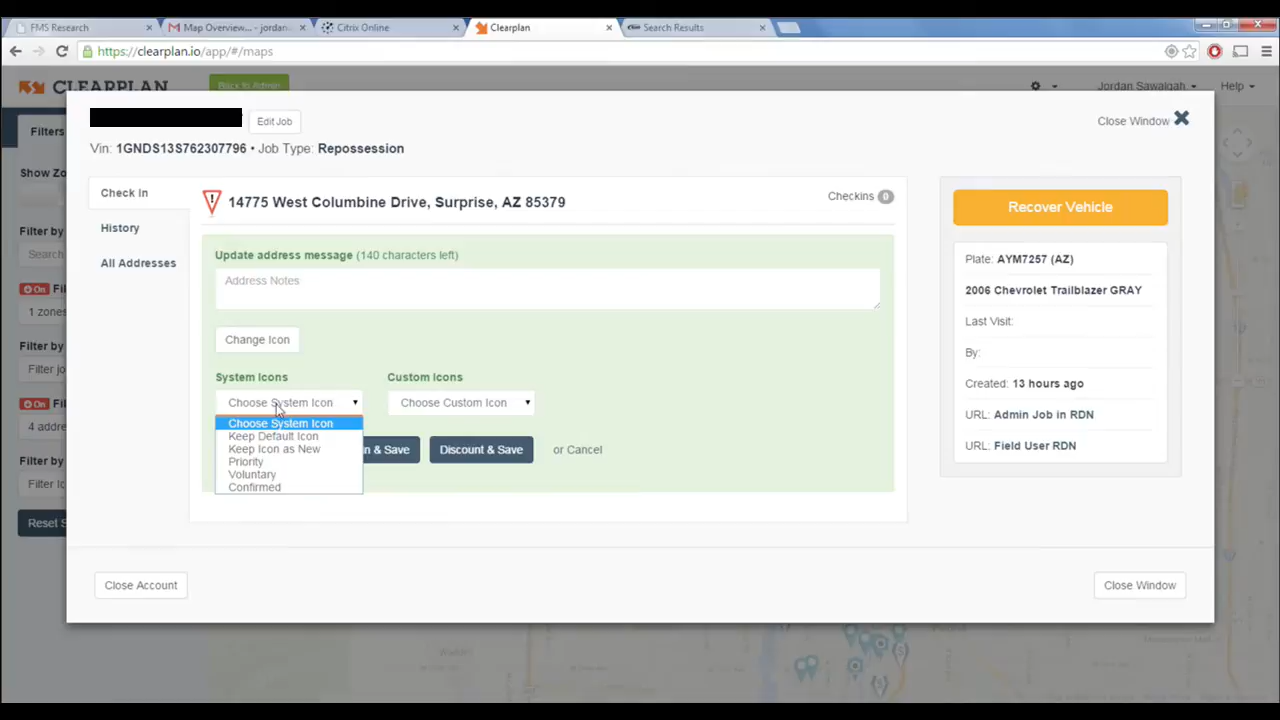 FMS Research
Map Overview... - jordan
Citrix Online
Clearplan
Search Results
https://clearplan.io/app/#/maps
CLEARPLAN
Back to Admin
Jordan Sawalqah
Help
Edit Job
Close Window
Vin: 1GNDS13S762307796 • Job Type: Repossession
Filters
Show Zo
Filter by
Search
On Fil
1 zones
Filter by
Filter jo
On Fil
4 addre
Filter by
Filter Ic
Reset S
Check In
History
All Addresses
14775 West Columbine Drive, Surprise, AZ 85379
Checkins 0
Update address message (140 characters left)
Address Notes
Change Icon
System Icons
Custom Icons
Choose System Icon
Choose Custom Icon
Choose System Icon
Keep Default Icon
Keep Icon as New
Priority
Voluntary
Confirmed
n & Save
Discount & Save
or Cancel
Recover Vehicle
Plate: AYM7257 (AZ)
2006 Chevrolet Trailblazer GRAY
Last Visit:
By:
Created: 13 hours ago
URL: Admin Job in RDN
URL: Field User RDN
Close Account
Close Window